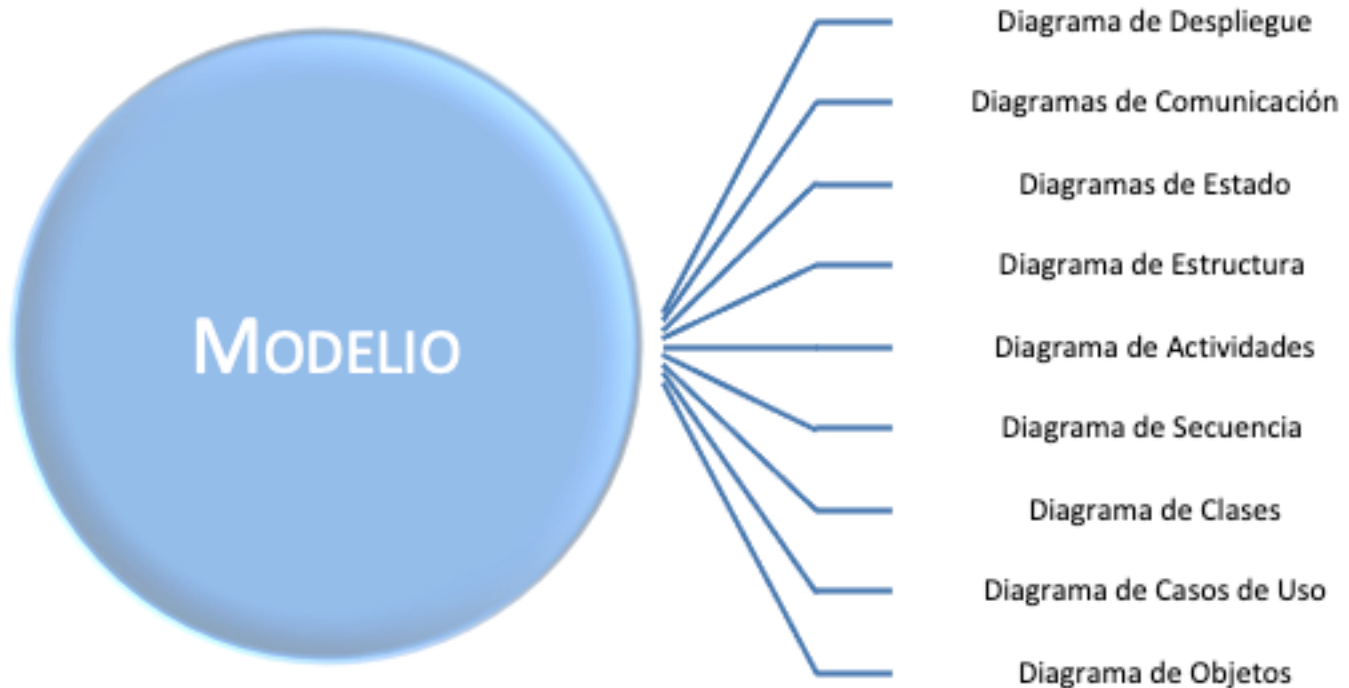 MODELIO
Diagrama de Despliegue
Diagramas de Comunicación
Diagramas de Estado
Diagrama de Estructura
Diagrama de Actividades
Diagrama de Secuencia
Diagrama de Clases
Diagrama de Casos de Uso
Diagrama de Objetos